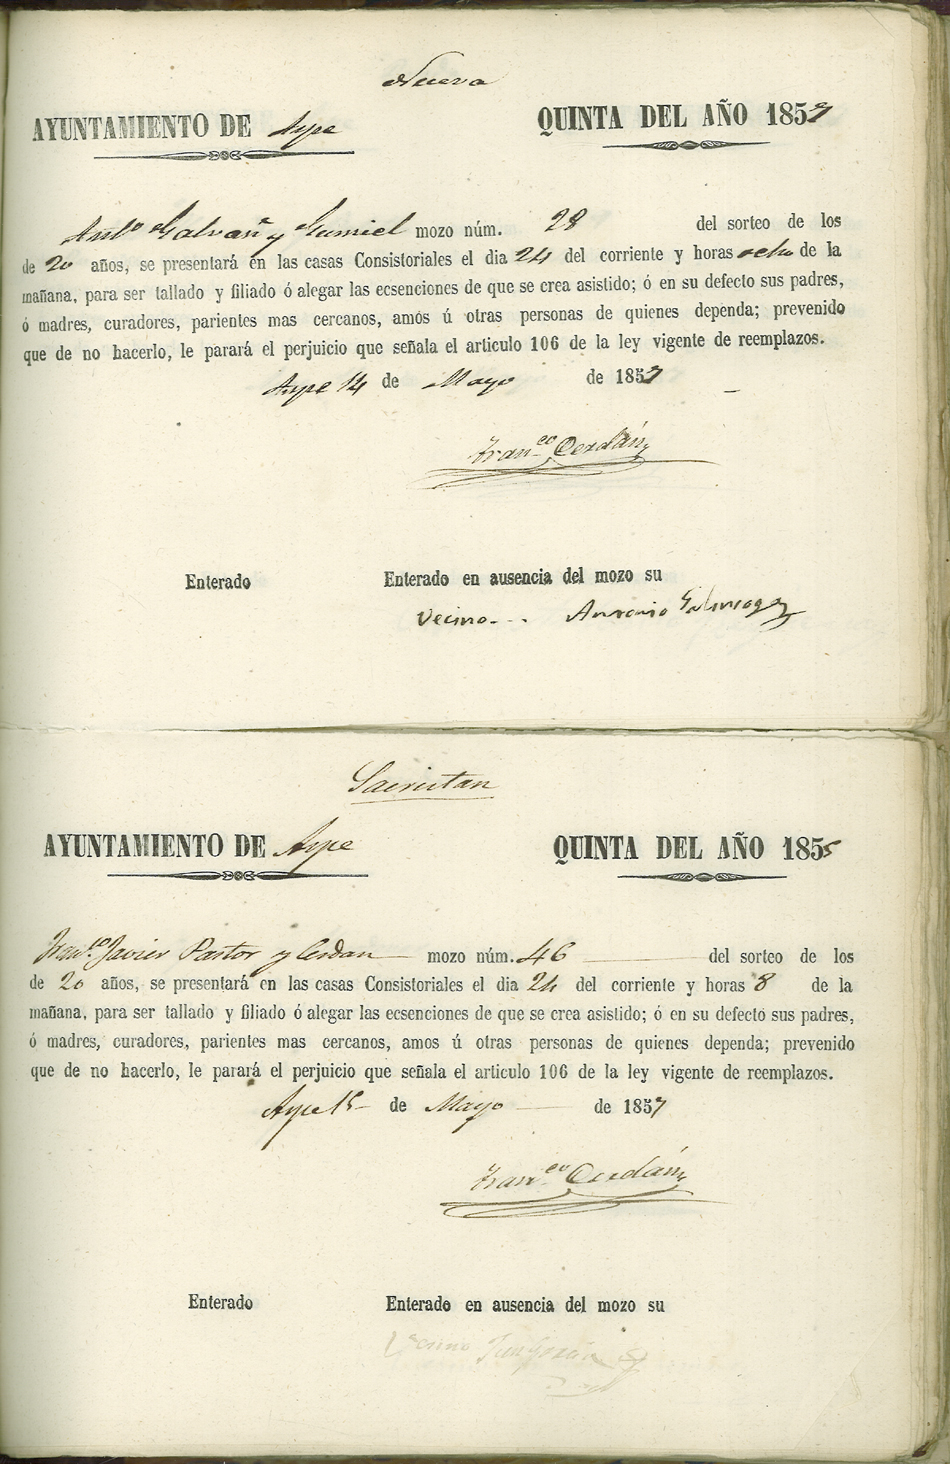 Nueva
AYUNTAMIENTO DE Aspe
QUINTA DEL AÑO 1857
Antº Galvañ y Gumiel mozo núm. 28 del sorteo de los
de 20 años, se presentará en las casas Consistoriales el dia 24 del corriente y horas ocho de la
mañana, para ser tallado y filiado ó alegar las ecsenciones de que se crea asistido; ó en su defecto sus padres,
ó madres, curadores, parientes mas cercanos, amos ú otras personas de quienes dependa; prevenido
que de no hacerlo, le parará el perjuicio que señala el articulo 106 de la ley vigente de reemplazos.
Aspe 14 de Mayo de 1857
Franco Cerdán
Enterado
Enterado en ausencia del mozo su
Vecino Antonio
Sacristan
AYUNTAMIENTO DE Aspe
QUINTA DEL AÑO 1855
Franco Javier Pastor y Cerdan mozo núm. 46 del sorteo de los
de 20 años, se presentará en las casas Consistoriales el dia 24 del corriente y horas 8 de la
mañana, para ser tallado y filiado ó alegar las ecsenciones de que se crea asistido; ó en su defecto sus padres,
ó madres, curadores, parientes mas cercanos, amos ú otras personas de quienes dependa; prevenido
que de no hacerlo, le parará el perjuicio que señala el articulo 106 de la ley vigente de reemplazos.
Aspe de Mayo de 1857
Franco Cerdán
Enterado
Enterado en ausencia del mozo su
Vecino